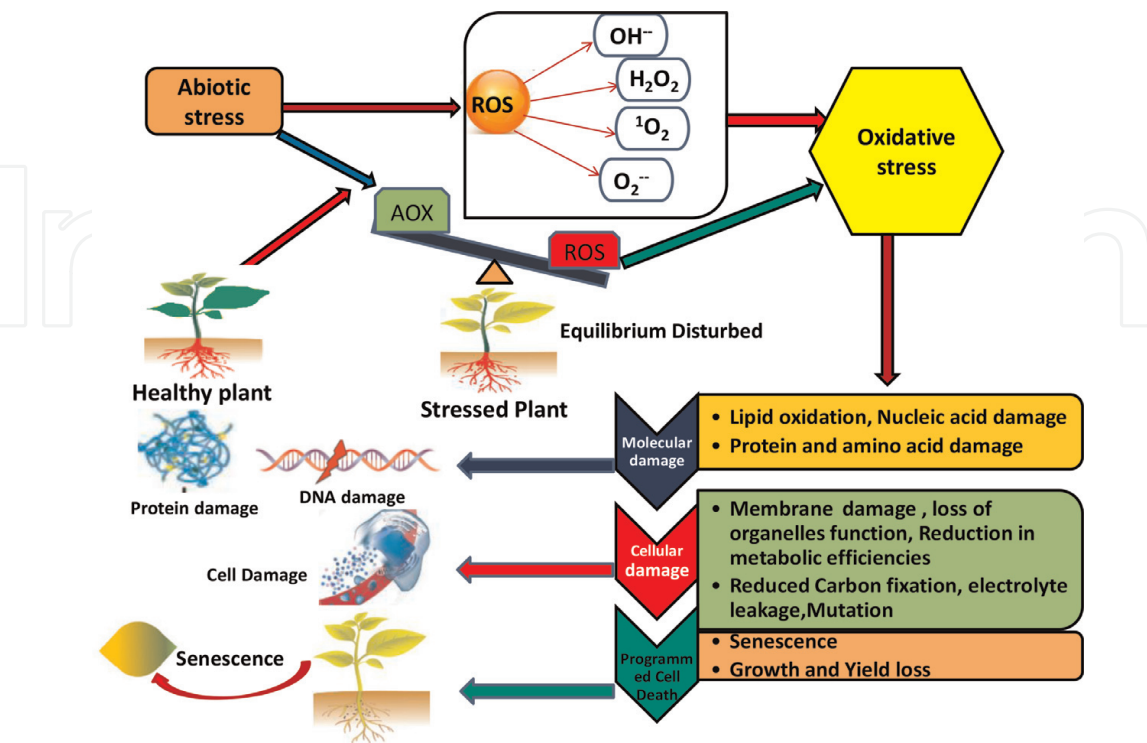 Abiotic
stress
ROS
OH⁻⁻
H₂O₂
¹O₂
O₂⁻⁻
Oxidative
stress
AOX
ROS
Equilibrium Disturbed
Healthy plant
Stressed Plant
Molecular
damage
• Lipid oxidation, Nucleic acid damage
• Protein and amino acid damage
Protein damage
DNA damage
Cellular
damage
• Membrane damage , loss of
organelles function, Reduction in
metabolic efficiencies
• Reduced Carbon fixation, electrolyte
leakage,Mutation
Cell Damage
Programm
ed Cell
Death
• Senescence
• Growth and Yield loss
Senescence